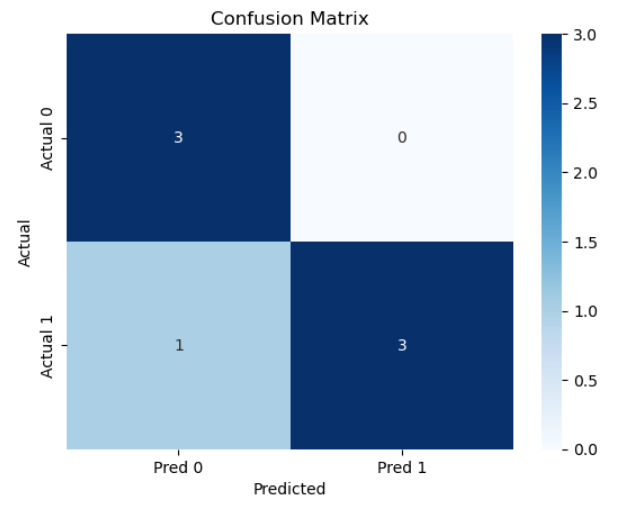 Confusion Matrix
Actual
Actual 0
3
0
Actual 1
1
3
Pred 0
Pred 1
Predicted
3.0
2.5
2.0
1.5
1.0
0.5
0.0